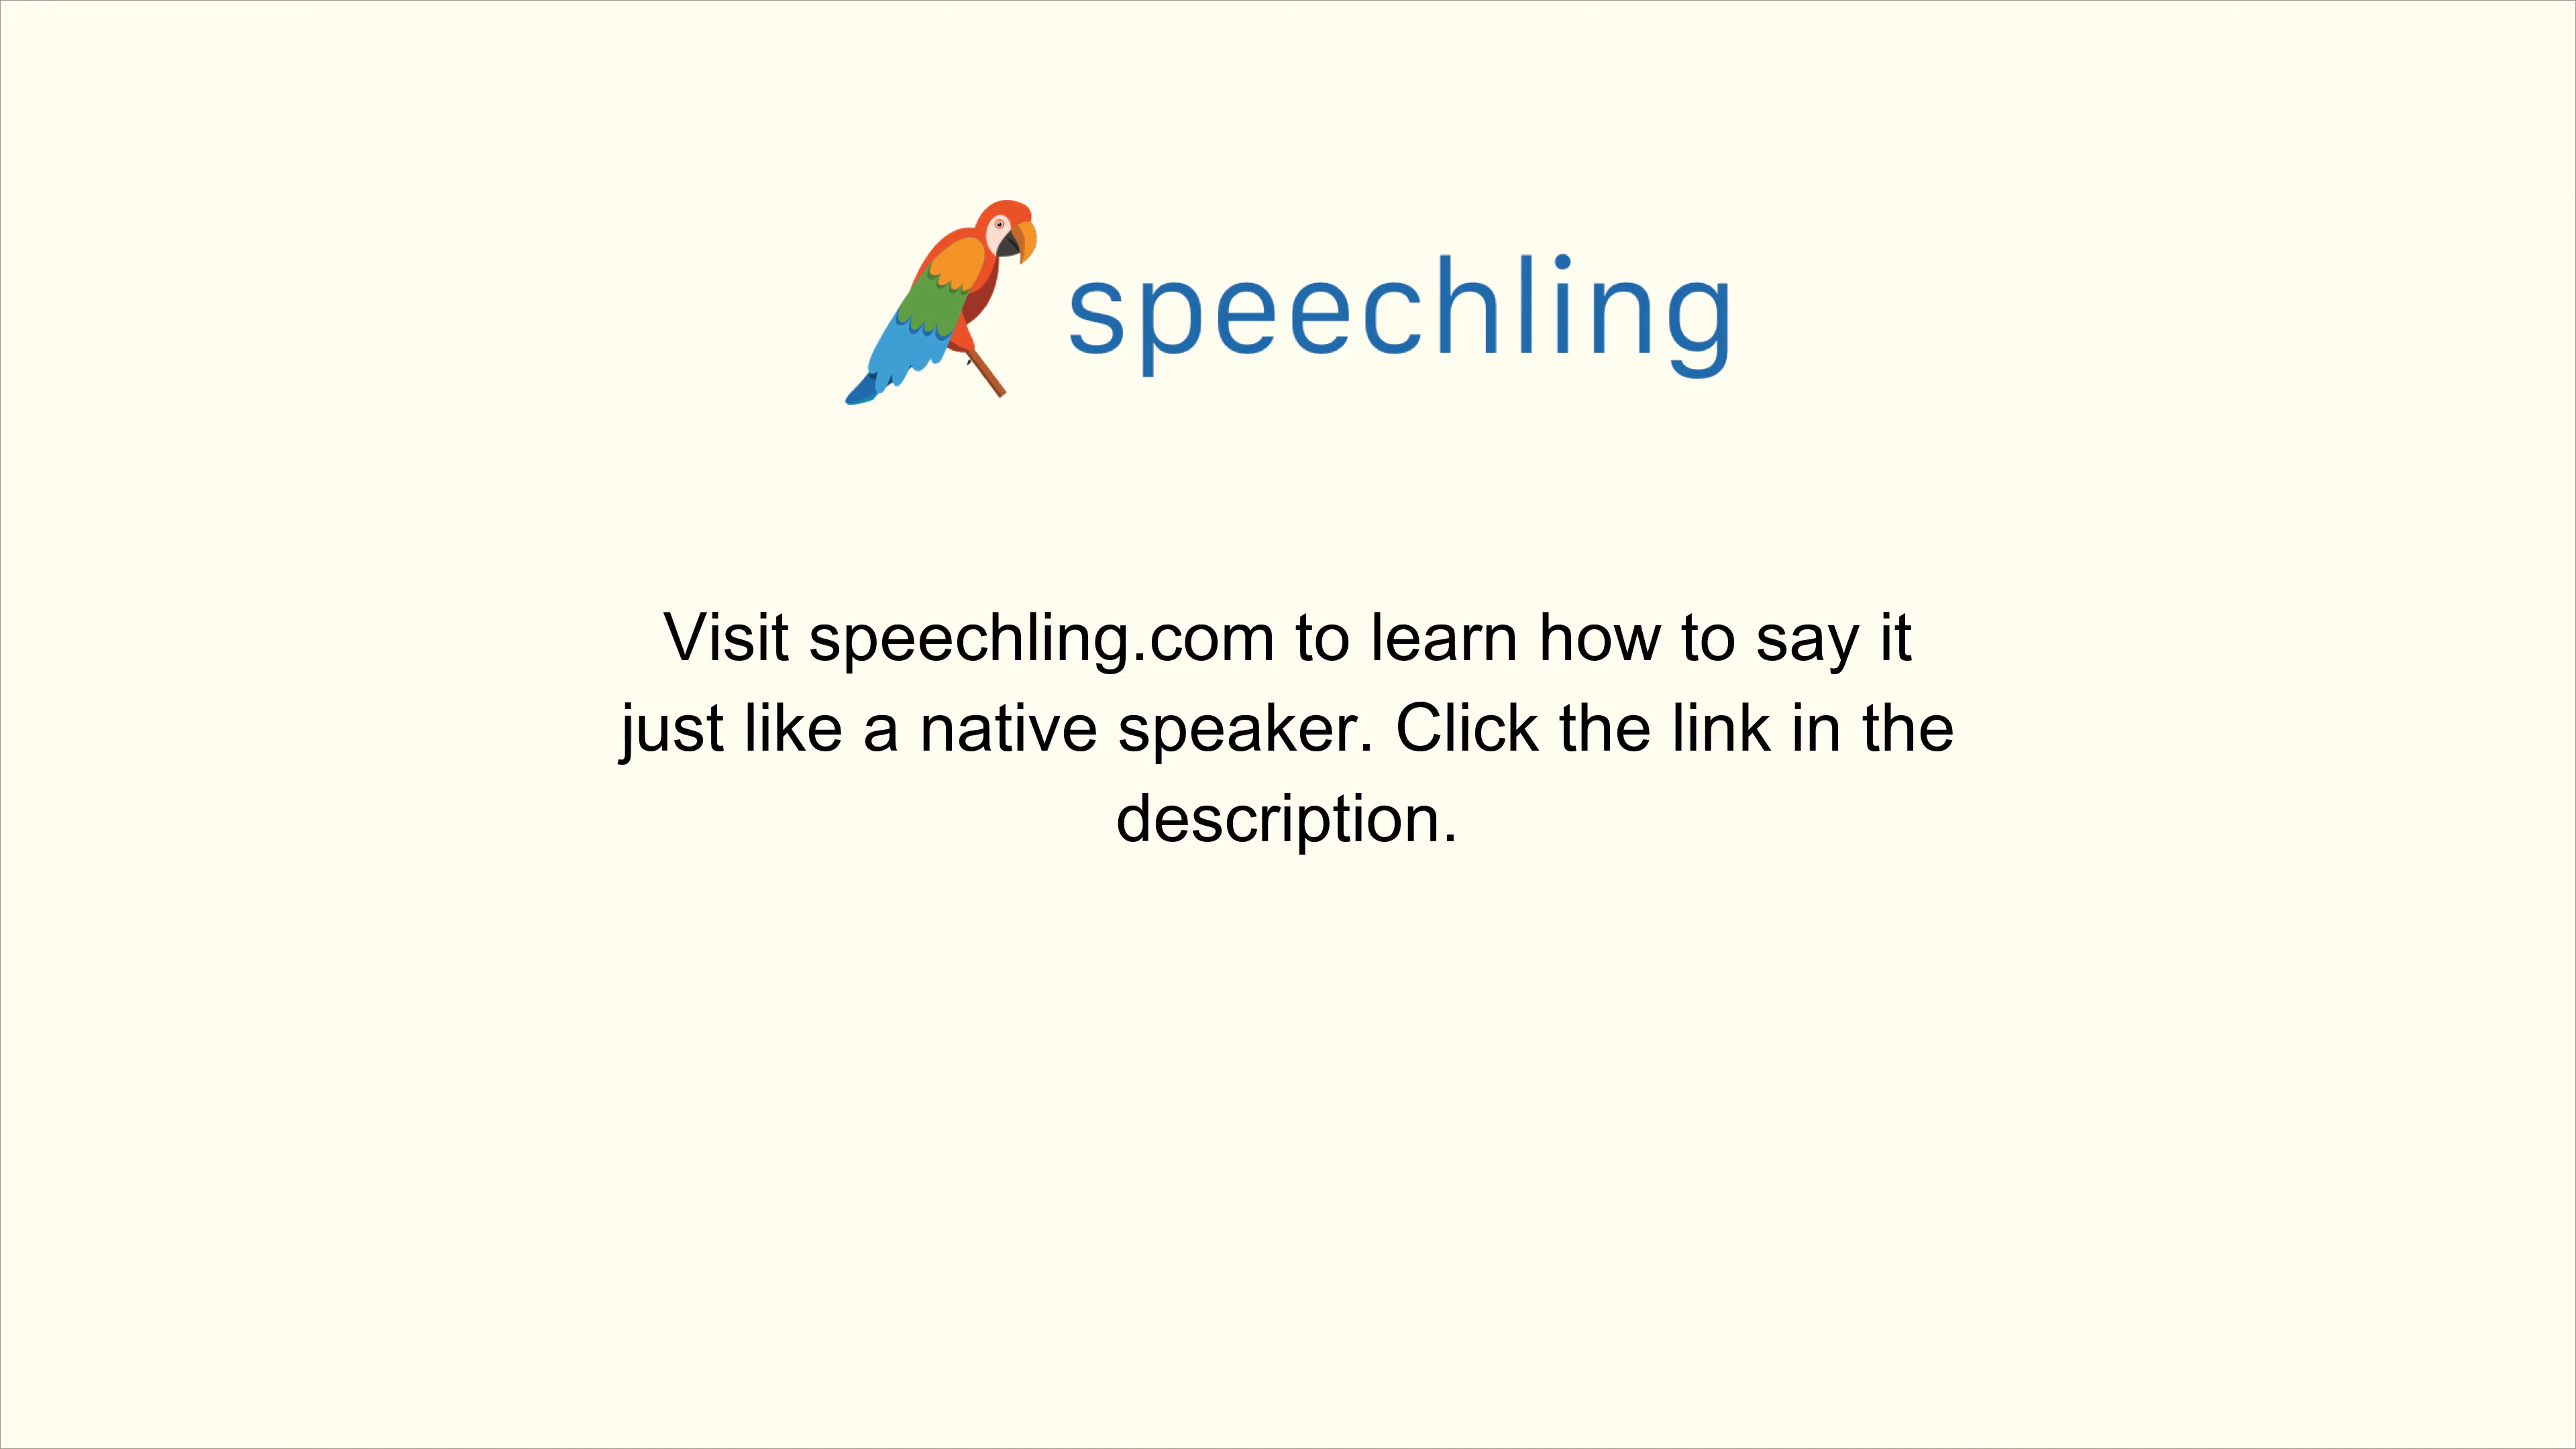 speechling
Visit speechling.com to learn how to say it
just like a native speaker. Click the link in the
description.